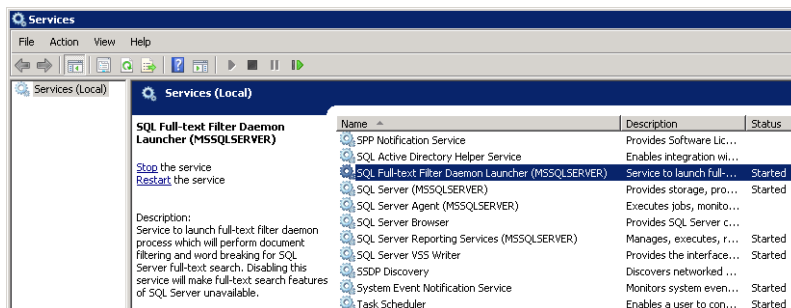 Services
File Action View Help
Services (Local)
Services (Local)
SQL Full-text Filter Daemon
Launcher (MSSQLSERVER)
Stop the service
Restart the service
Description:
Service to launch full-text filter daemon
process which will perform document
filtering and word breaking for SQL
Server full-text search. Disabling this
service will make full-text search features
of SQL Server unavailable.
Name Description Status
SPP Notification Service Provides Software Lic...
SQL Active Directory Helper Service Enables integration wi...
SQL Full-text Filter Daemon Launcher (MSSQLSERVER) Service to launch full-... Started
SQL Server (MSSQLSERVER) Provides storage, pro... Started
SQL Server Agent (MSSQLSERVER) Executes jobs, monito...
SQL Server Browser Provides SQL Server c...
SQL Server Reporting Services (MSSQLSERVER) Manages, executes, r... Started
SQL Server VSS Writer Provides the interface... Started
SSDP Discovery Discovers networked ...
System Event Notification Service Monitors system even... Started
Task Scheduler Enables a user to con... Started